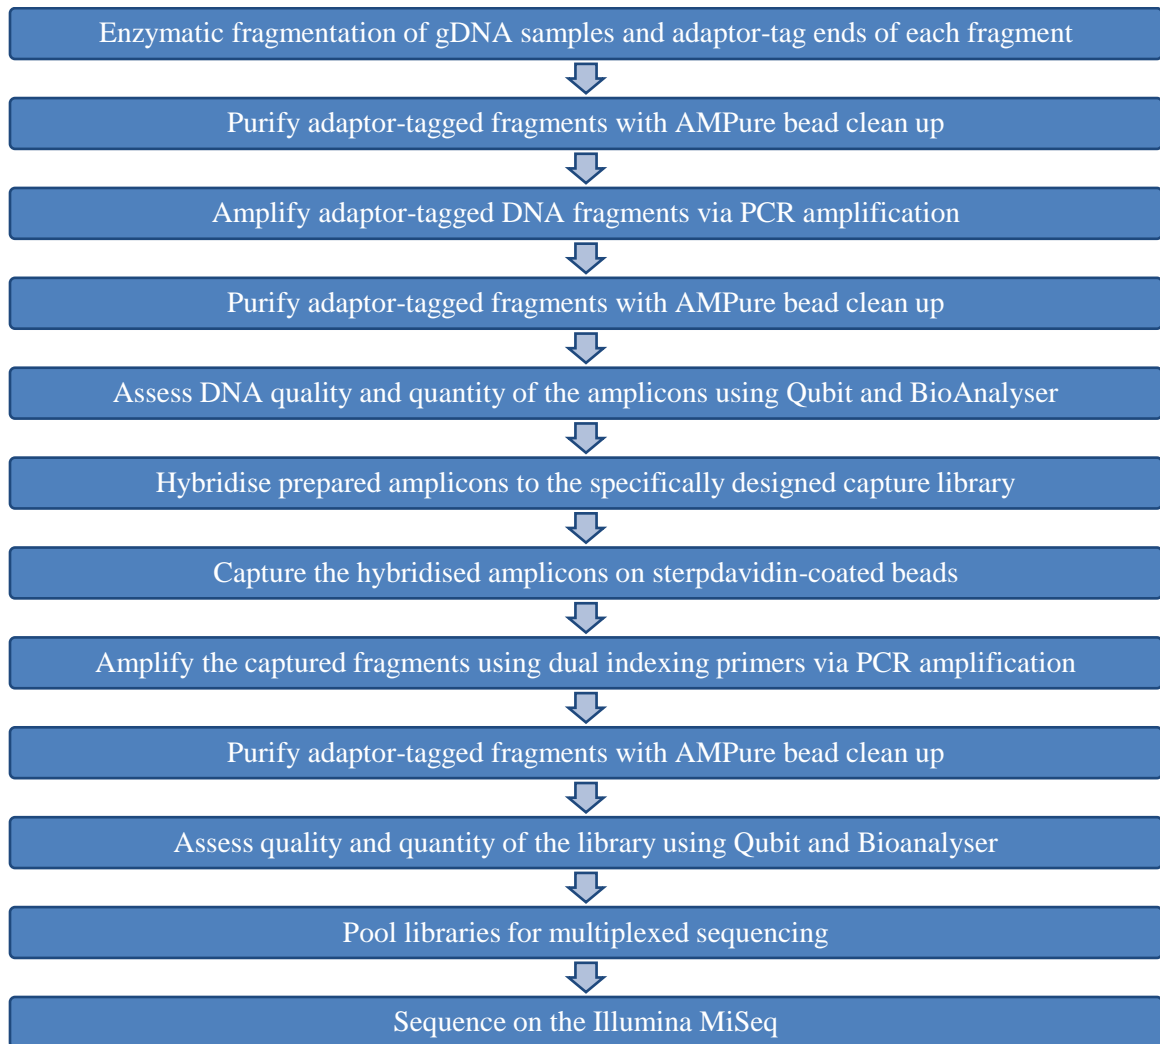 Enzymatic fragmentation of gDNA samples and adaptor-tag ends of each fragment
Purify adaptor-tagged fragments with AMPure bead clean up
Amplify adaptor-tagged DNA fragments via PCR amplification
Purify adaptor-tagged fragments with AMPure bead clean up
Assess DNA quality and quantity of the amplicons using Qubit and BioAnalyser
Hybridise prepared amplicons to the specifically designed capture library
Capture the hybridised amplicons on sterpdavidin-coated beads
Amplify the captured fragments using dual indexing primers via PCR amplification
Purify adaptor-tagged fragments with AMPure bead clean up
Assess quality and quantity of the library using Qubit and Bioanalyser
Pool libraries for multiplexed sequencing
Sequence on the Illumina MiSeq